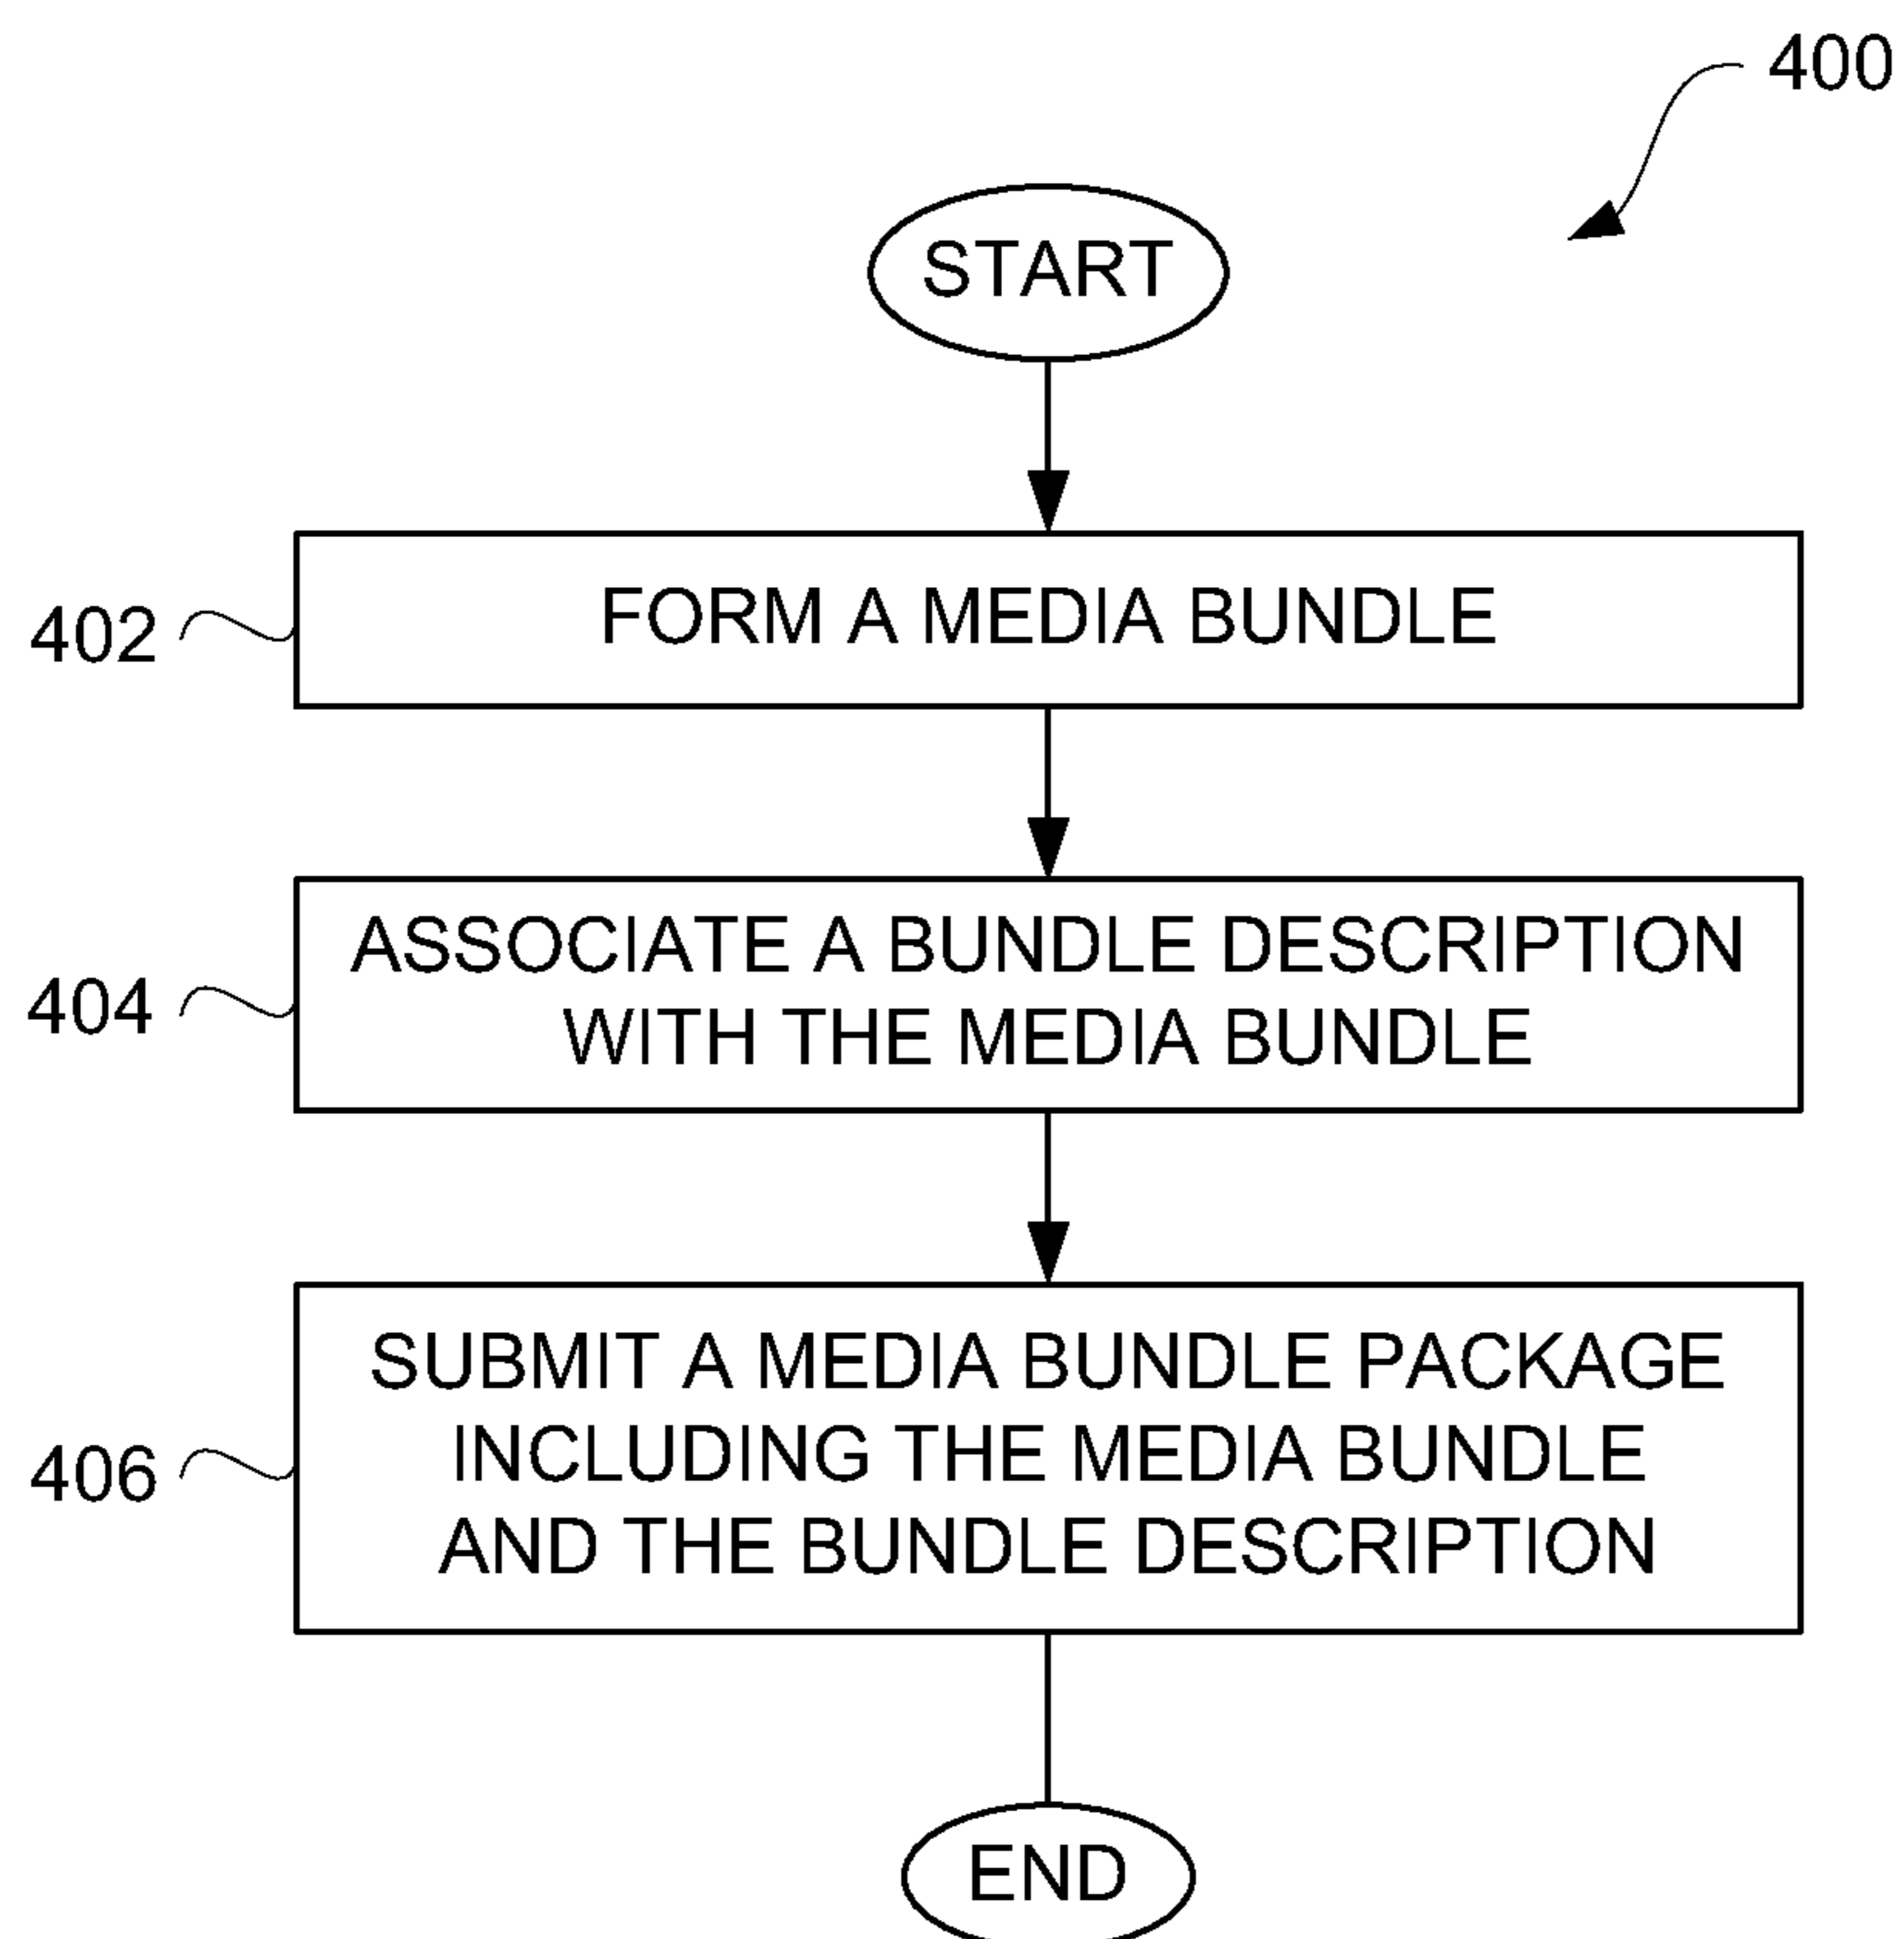 400
START
402
FORM A MEDIA BUNDLE
404
ASSOCIATE A BUNDLE DESCRIPTION
WITH THE MEDIA BUNDLE
406
SUBMIT A MEDIA BUNDLE PACKAGE
INCLUDING THE MEDIA BUNDLE
AND THE BUNDLE DESCRIPTION
END